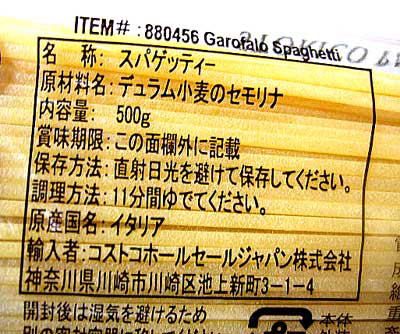 ITEM# : 880456 Garofalo Spaghetti
名 称: スパゲッティー
原材料名: デュラム小麦のセモリナ
内容量: 500g
賞味期限: この面欄外に記載
保存方法: 直射日光を避けて保存してください。
調理方法: 11分間ゆでてください。
原産国名: イタリア
輸入者: コストコホールセールジャパン株式会社
神奈川県川崎市川崎区池上新町3-1-4
開封後は湿気を避けるため
本体